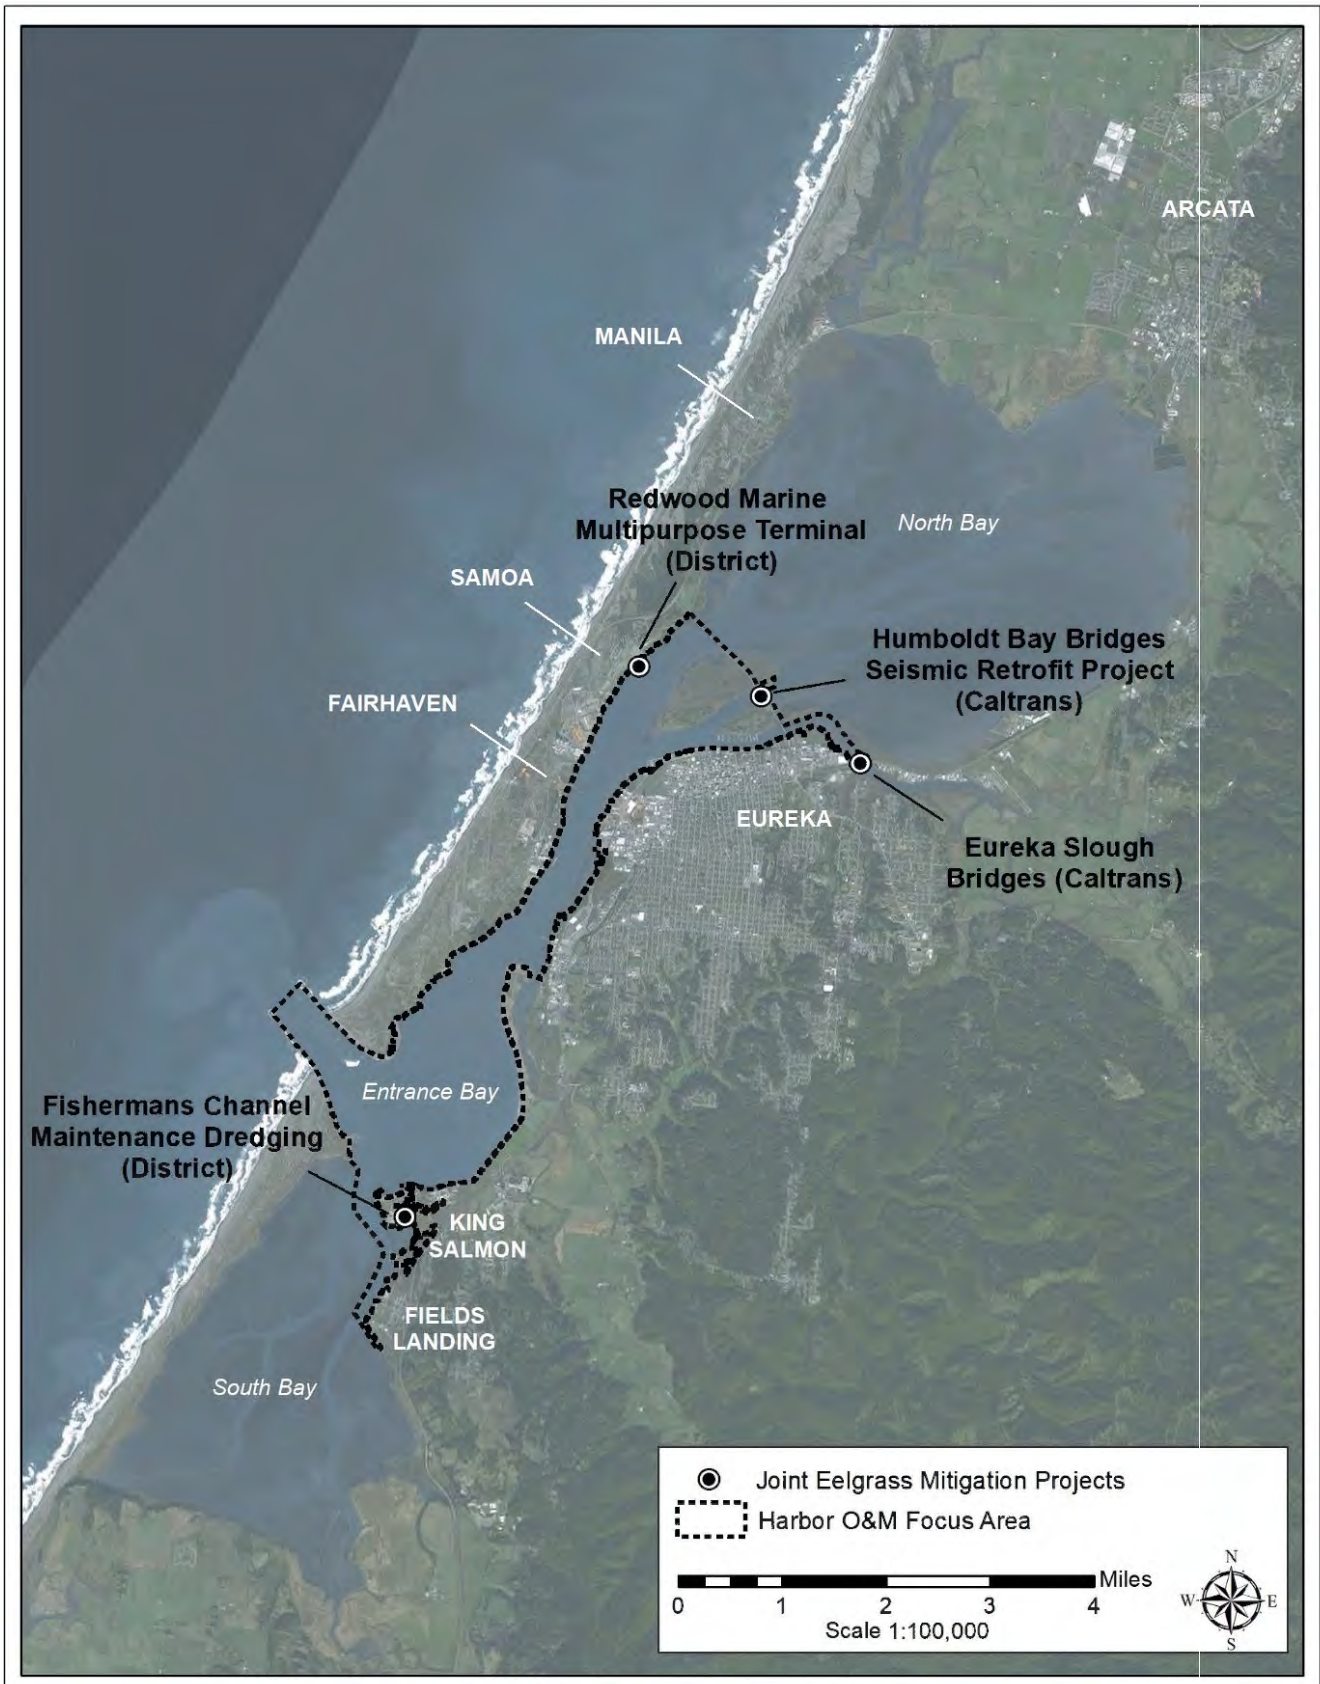 ARCATA
MANILA
Redwood Marine
Multipurpose Terminal
(District)
North Bay
SAMOA
Humboldt Bay Bridges
Seismic Retrofit Project
(Caltrans)
FAIRHAVEN
EUREKA
Eureka Slough
Bridges (Caltrans)
Entrance Bay
Fishermans Channel
Maintenance Dredging
(District)
KING
SALMON
FIELDS
LANDING
South Bay
Joint Eelgrass Mitigation Projects
Harbor O&M Focus Area
Miles
0 1 2 3 4
Scale 1:100,000
N
W E
S